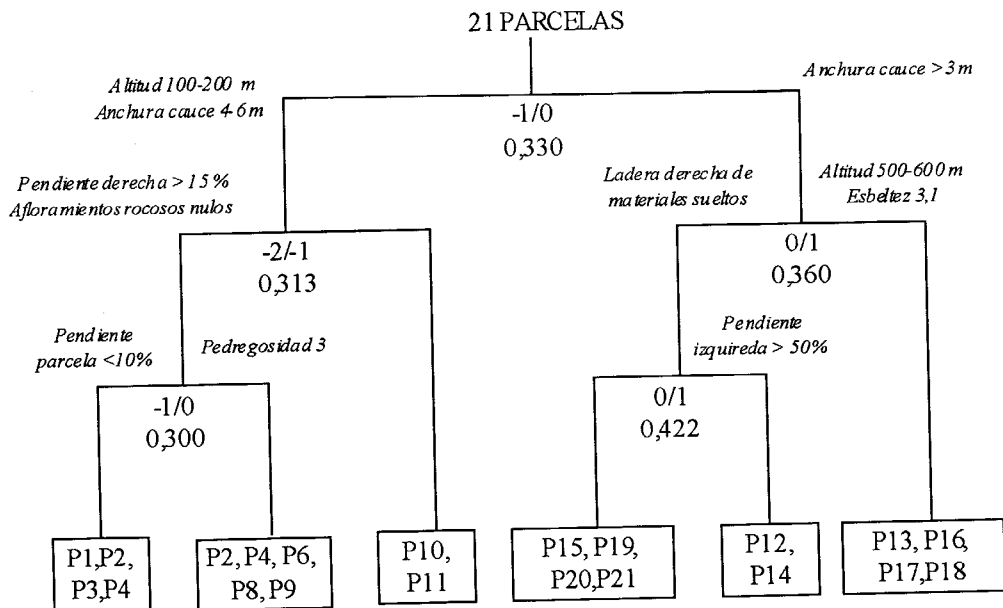 21 PARCELAS
Altitud 100-200 m
Anchura cauce 4-6 m
Anchura cauce > 3 m
-1/0
0,330
Pendiente derecha > 15 %
Afloramientos rocosos nulos
Ladera derecha de
materiales sueltos
Altitud 500-600 m
Esbeltez 3,1
-2/-1
0,313
0/1
0,360
Pendiente
parcela <10%
Pedregosidad 3
Pendiente
izquireda > 50%
-1/0
0,300
0/1
0,422
P1,P2,
P3,P4
P2, P4, P6,
P8, P9
P10,
P11
P15, P19,
P20,P21
P12,
P14
P13, P16,
P17,P18